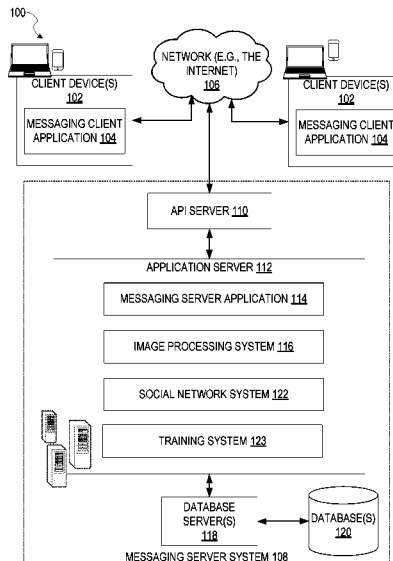 100
NETWORK (E.G., THE
INTERNET)
106
CLIENT DEVICE(S)
102
MESSAGING CLIENT
APPLICATION 104
CLIENT DEVICE(S)
102
MESSAGING CLIENT
APPLICATION 104
API SERVER 110
APPLICATION SERVER 112
MESSAGING SERVER APPLICATION 114
IMAGE PROCESSING SYSTEM 116
SOCIAL NETWORK SYSTEM 122
TRAINING SYSTEM 123
DATABASE
SERVER(S)
118
DATABASE(S)
120
MESSAGING SERVER SYSTEM 108